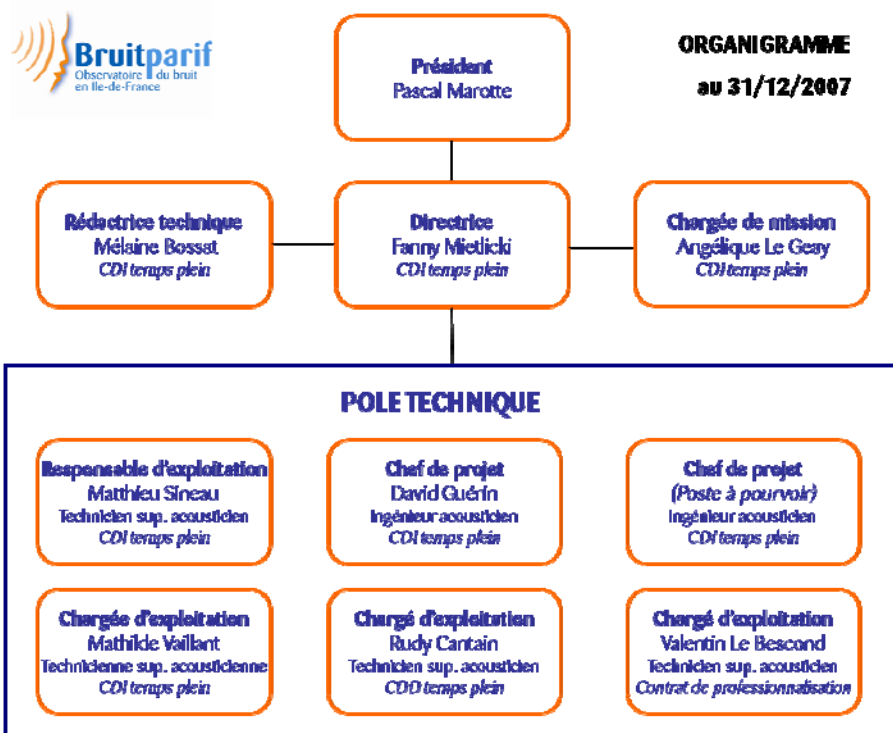 Bruitparif
Observatoire du bruit
en Ile-de-France
ORGANIGRAMME
au 31/12/2007
Président
Pascal Marotte
Rédactrice technique
Mélaine Bossat
CDI temps plein
Directrice
Fanny Mietlicki
CDI temps plein
Chargée de mission
Angélique Le Geay
CDI temps plein
POLE TECHNIQUE
Responsable d'exploitation
Matthieu Sineau
Technicien sup. acousticien
CDI temps plein
Chef de projet
David Guérin
Ingénieur acousticien
CDI temps plein
Chef de projet
(Poste à pourvoir)
Ingénieur acousticien
CDI temps plein
Chargée d'exploitation
Mathilde Vaillant
Technicienne sup. acousticienne
CDI temps plein
Chargé d'exploitation
Rudy Cantain
Technicien sup. acousticien
CDD temps plein
Chargé d'exploitation
Valentin Le Bescond
Technicien sup. acousticien
Contrat de professionnalisation